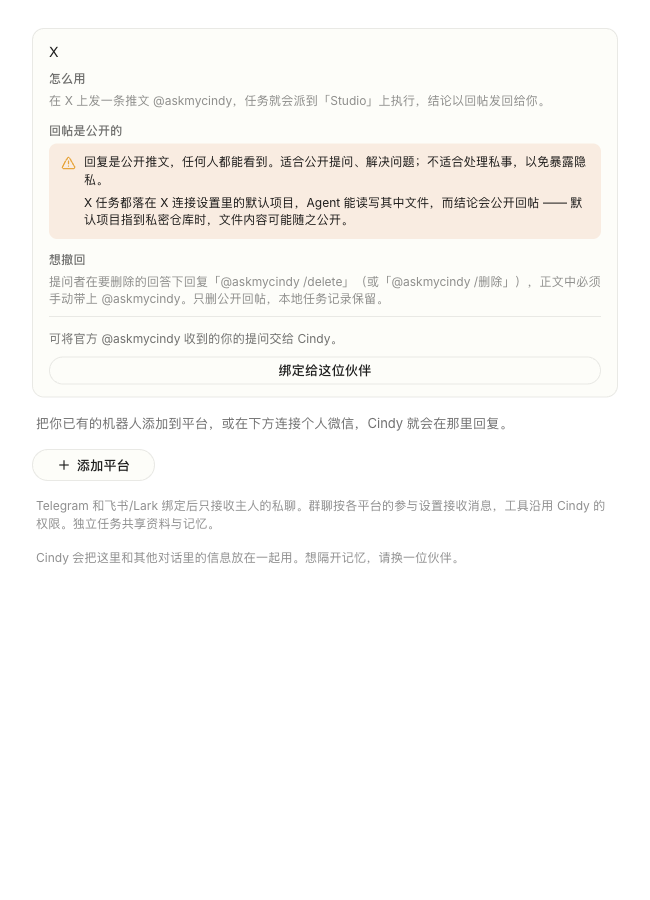 X
怎么用
在 X 上发一条推文 @askmycindy，任务就会派到「Studio」上执行，结论以回帖发回给你。
回帖是公开的
回复是公开推文，任何人都能看到。适合公开提问、解决问题；不适合处理私事，以免暴露隐
私。
X 任务都落在 X 连接设置里的默认项目，Agent 能读写其中文件，而结论会公开回帖 —— 默
认项目指到私密仓库时，文件内容可能随之公开。
想撤回
提问者在要删除的回答下回复「@askmycindy /delete」（或「@askmycindy /删除」），正文中必须
手动带上 @askmycindy。只删公开回帖，本地任务记录保留。
可将官方 @askmycindy 收到的你的提问交给 Cindy。
绑定给这位伙伴
把你已有的机器人添加到平台，或在下方连接个人微信，Cindy 就会在那里回复。
+ 添加平台
Telegram 和飞书/Lark 绑定后只接收主人的私聊。群聊按各平台的参与设置接收消息，工具沿用 Cindy 的
权限。独立任务共享资料与记忆。
Cindy 会把这里和其他对话里的信息放在一起用。想隔开记忆，请换一位伙伴。